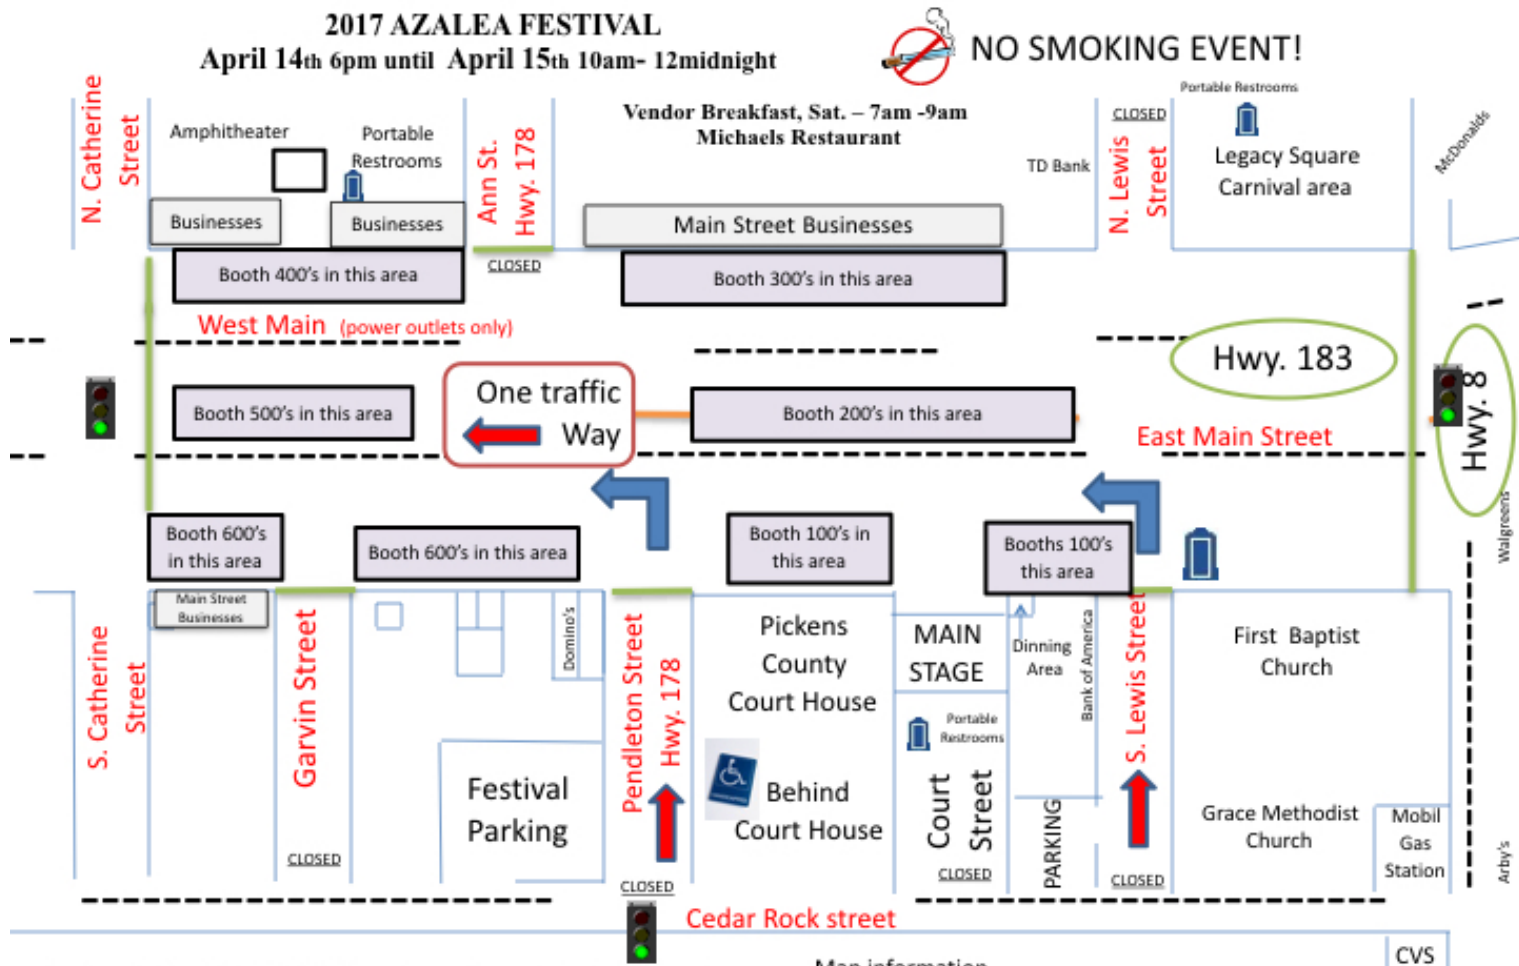 2017 AZALEA FESTIVAL
April 14th 6pm until April 15th 10am- 12midnight
NO SMOKING EVENT!
Vendor Breakfast, Sat. – 7am -9am
Michaels Restaurant
N. Catherine
Street
Amphitheater
Portable
Restrooms
Ann St.
Hwy. 178
TD Bank
CLOSED
N. Lewis
Street
Portable Restrooms
Legacy Square
Carnival area
McDonalds
Businesses
Businesses
Main Street Businesses
CLOSED
Booth 400's in this area
Booth 300's in this area
West Main (power outlets only)
Hwy. 183
Hwy. 8
One traffic
Way
Booth 500's in this area
Booth 200's in this area
East Main Street
Walgreens
Booth 600's
in this area
Booth 600's in this area
Booth 100's in
this area
Booths 100's
this area
Main Street
Businesses
S. Catherine
Street
Garvin Street
CLOSED
Domino's
Festival
Parking
Pendleton Street
Hwy. 178
CLOSED
Pickens
County
Court House
Behind
Court House
MAIN
STAGE
Portable
Restrooms
Court
Street
CLOSED
Dinning
Area
Bank of America
PARKING
S. Lewis Street
CLOSED
First Baptist
Church
Grace Methodist
Church
Mobil
Gas
Station
Arby's
Cedar Rock street
CVS
Map information